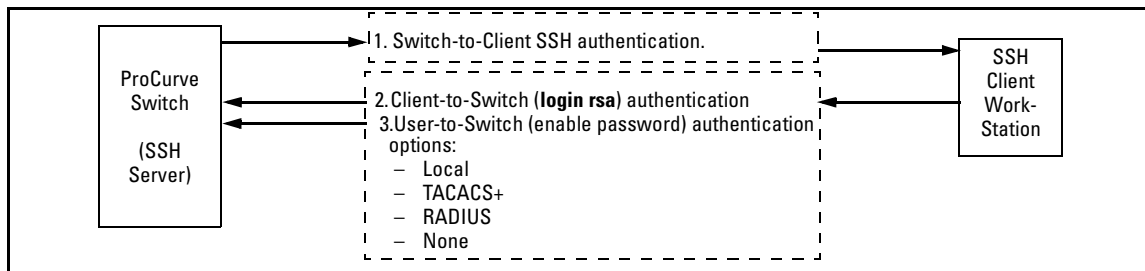 ProCurve
Switch
(SSH
Server)
1. Switch-to-Client SSH authentication.
2.Client-to-Switch (login rsa) authentication
3.User-to-Switch (enable password) authentication
options:
– Local
– TACACS+
– RADIUS
– None
SSH
Client
Work-
Station